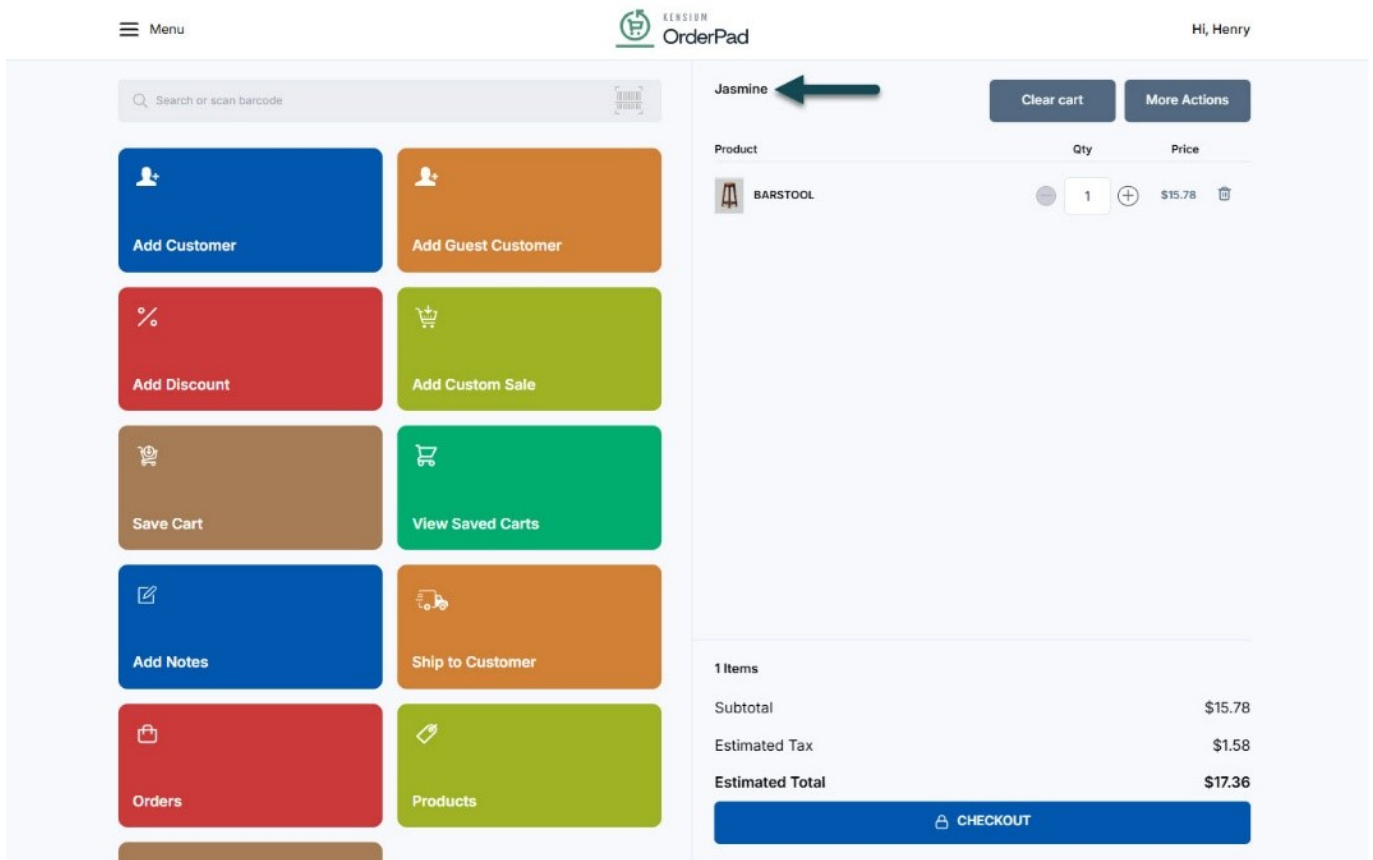 Menu
KENSIUM
OrderPad
Hi, Henry
Search or scan barcode
Add Customer
Add Guest Customer
Add Discount
Add Custom Sale
Save Cart
View Saved Carts
Add Notes
Ship to Customer
Orders
Products
Jasmine
Clear cart
More Actions
Product Qty Price
BARSTOOL 1 $15.78
1 Items
Subtotal $15.78
Estimated Tax $1.58
Estimated Total $17.36
CHECKOUT